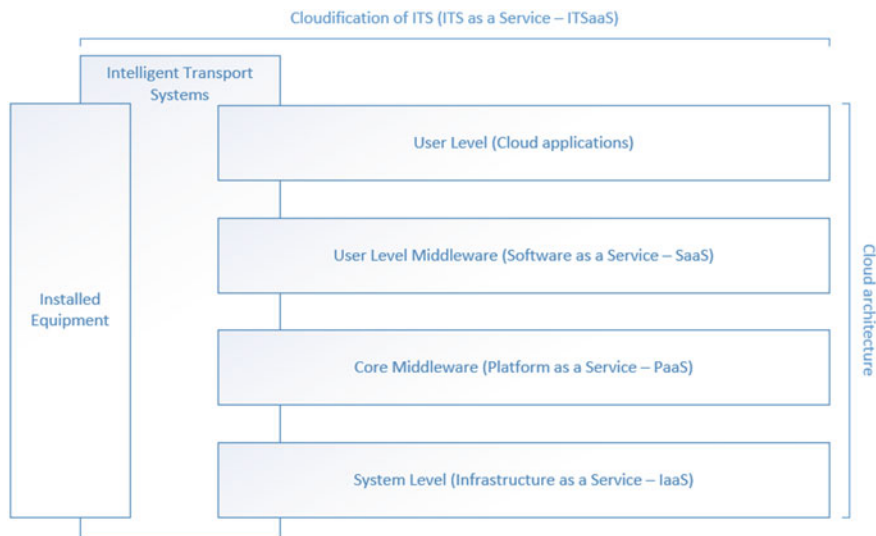 Cloudification of ITS (ITS as a Service – ITSaaS)
Intelligent Transport
Systems
User Level (Cloud applications)
User Level Middleware (Software as a Service – SaaS)
Installed
Equipment
Core Middleware (Platform as a Service – PaaS)
System Level (Infrastructure as a Service – IaaS)
Cloud architecture